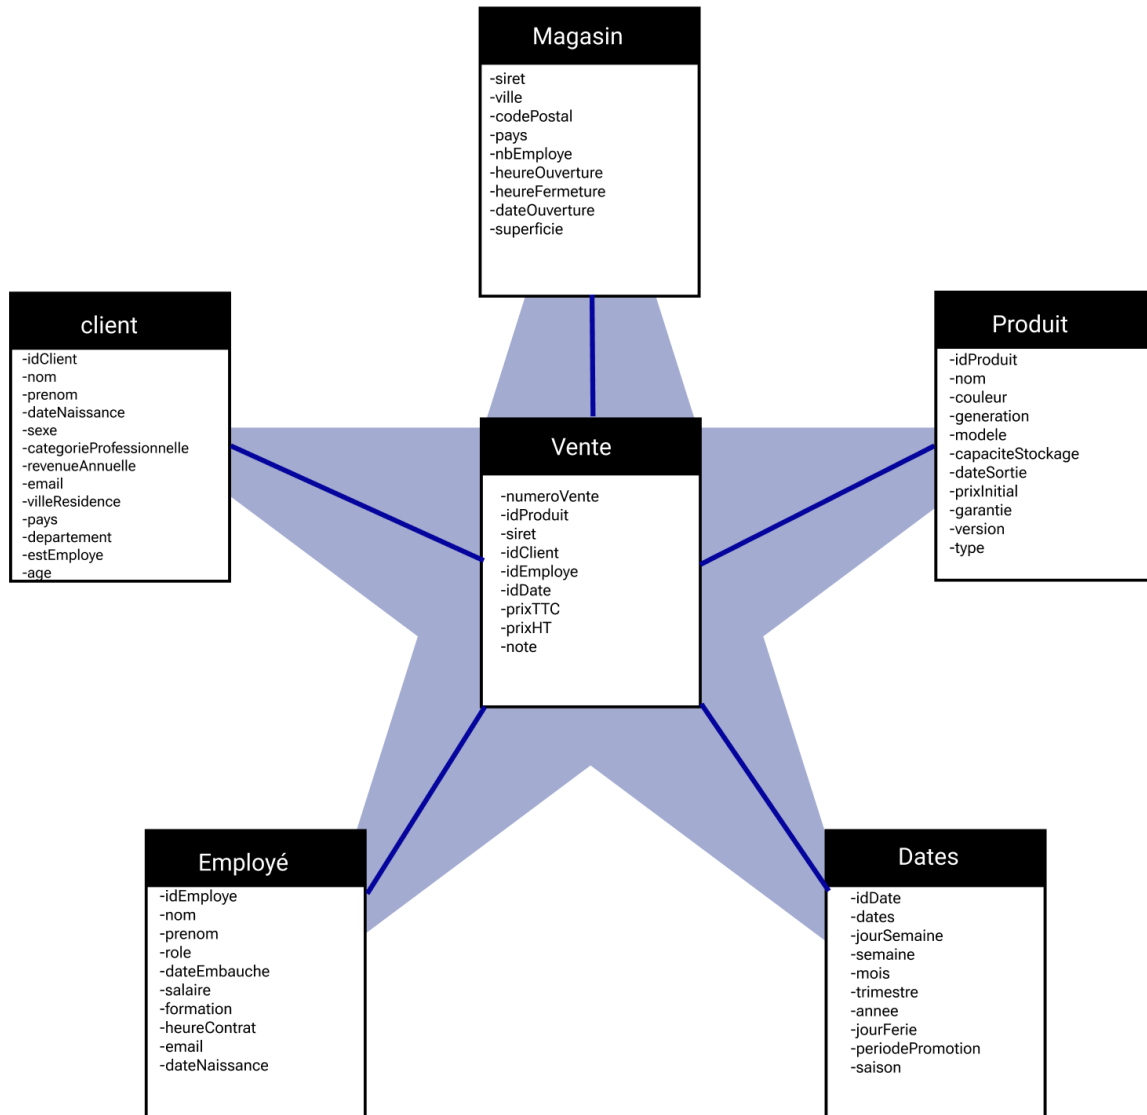 Magasin
-siret
-ville
-codePostal
-pays
-nbEmploye
-heureOuverture
-heureFermeture
-dateOuverture
-superficie
client
-idClient
-nom
-prenom
-dateNaissance
-sexe
-categorieProfessionnelle
-revenueAnnuelle
-email
-villeResidence
-pays
-departement
-estEmploye
-age
Produit
-idProduit
-nom
-couleur
-generation
-modele
-capaciteStockage
-dateSortie
-prixInitial
-garantie
-version
-type
Vente
-numeroVente
-idProduit
-siret
-idClient
-idEmploye
-idDate
-prixTTC
-prixHT
-note
Employé
-idEmploye
-nom
-prenom
-role
-dateEmbauche
-salaire
-formation
-heureContrat
-email
-dateNaissance
Dates
-idDate
-dates
-jourSemaine
-semaine
-mois
-trimestre
-annee
-jourFerie
-periodePromotion
-saison